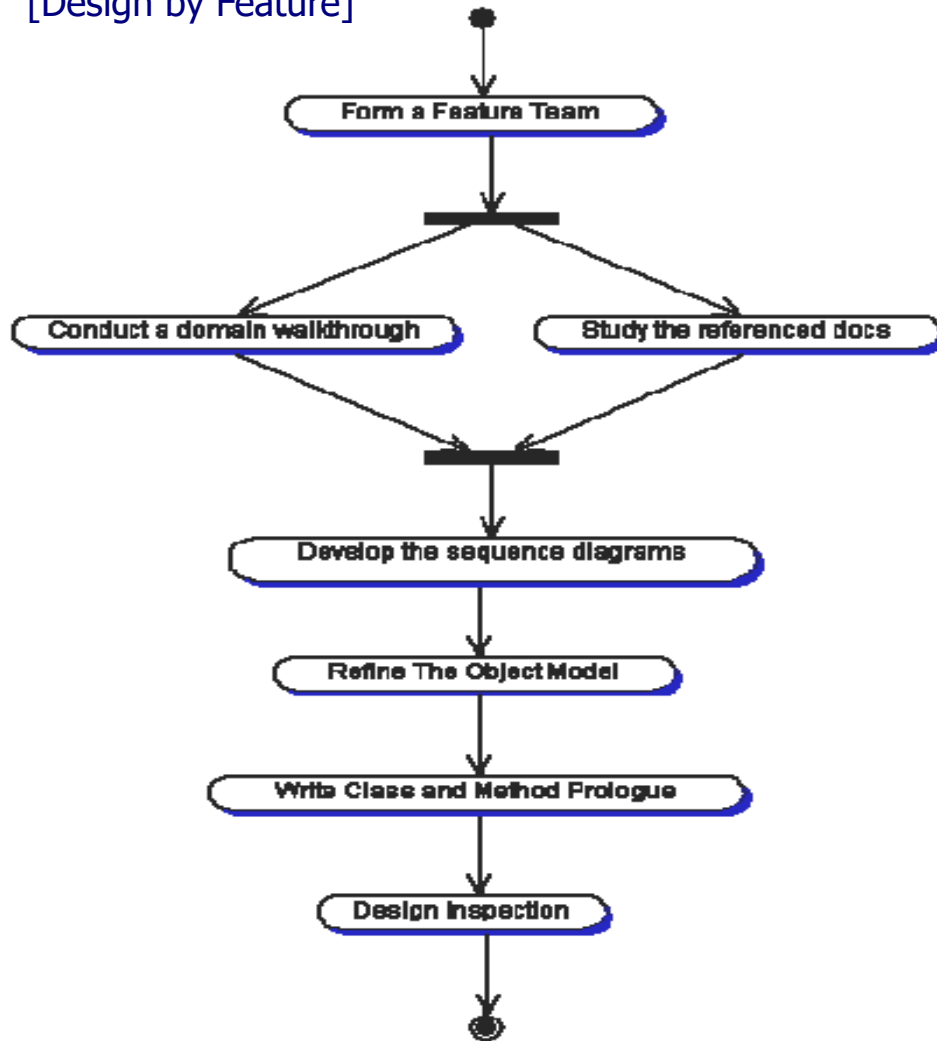 [Design by Feature]
Form a Feature Team
Conduct a domain walkthrough
Study the referenced docs
Develop the sequence diagrams
Refine The Object Model
Write Class and Method Prologue
Design Inspection